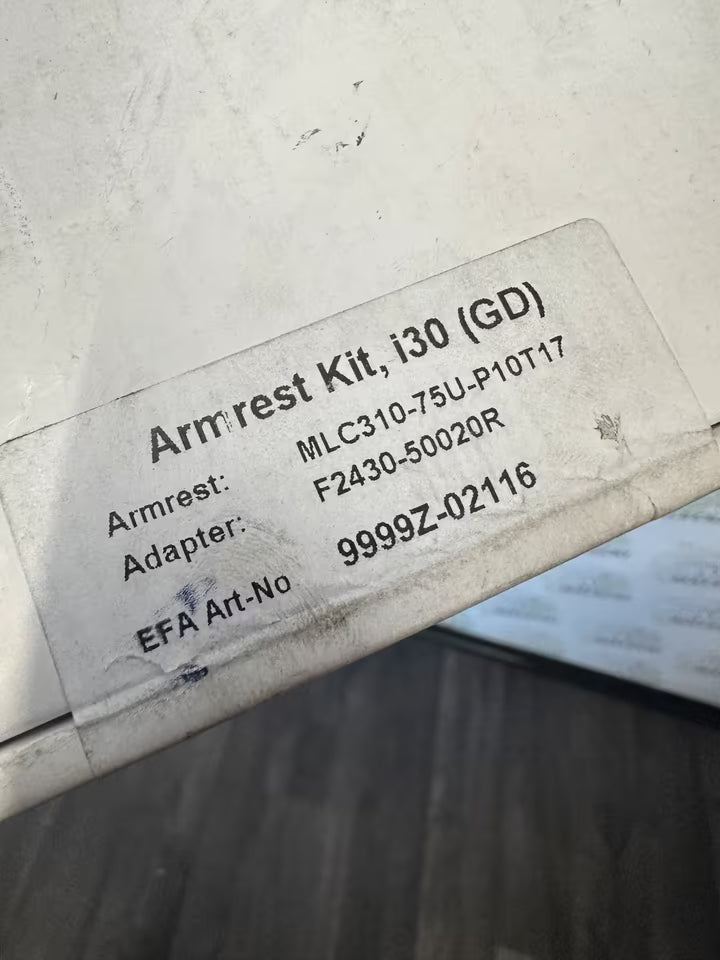 Armrest Kit, i30 (GD)
Armrest: MLC310-75U-P10T17
Adapter: F2430-50020R
EFA Art-No 9999Z-02116